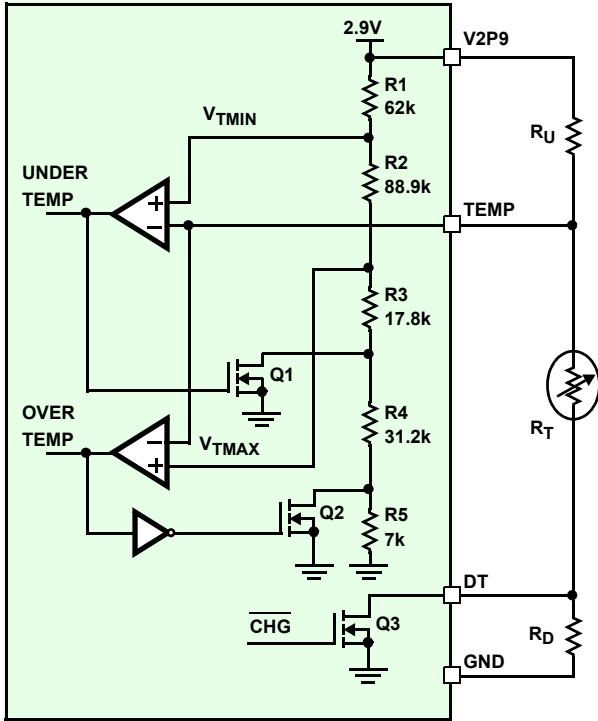 2.9V
V2P9
R1
62k
VTMIN
RU
R2
88.9k
UNDER
TEMP
+
−
TEMP
R3
17.8k
Q1
OVER
TEMP
RT
R4
31.2k
−
+
VTMAX
Q2
R5
7k
DT
CHG
Q3
RD
GND